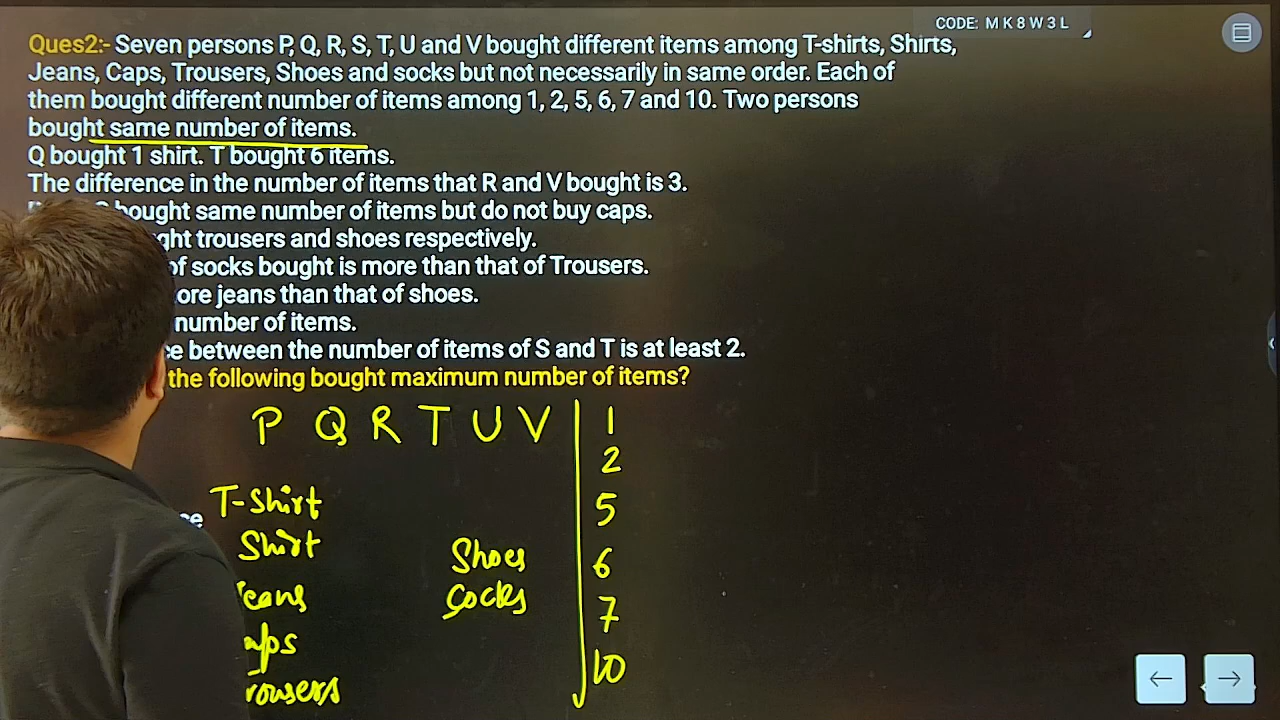 CODE: M K 8 W 3 L
Ques2:- Seven persons P, Q, R, S, T, U and V bought different items among T-shirts, Shirts,
Jeans, Caps, Trousers, Shoes and socks but not necessarily in same order. Each of
them bought different number of items among 1, 2, 5, 6, 7 and 10. Two persons
bought same number of items.
Q bought 1 shirt. T bought 6 items.
The difference in the number of items that R and V bought is 3.
bought same number of items but do not buy caps.
trousers and shoes respectively.
of socks bought is more than that of Trousers.
jeans than that of shoes.
number of items.
between the number of items of S and T is at least 2.
the following bought maximum number of items?
P Q R T U V 1
2
T-Shirt 5
Shirt Shoes 6
socks 7
10